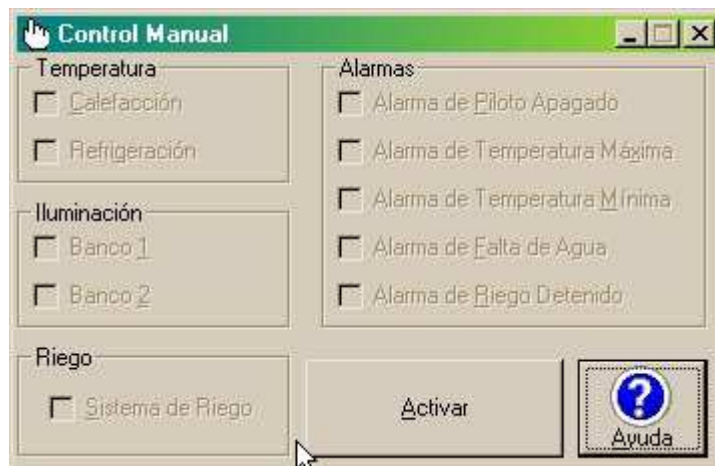 Control Manual
Temperatura
Calefacción
Refrigeración
Iluminación
Banco 1
Banco 2
Riego
Sistema de Riego
Alarmas
Alarma de Piloto Apagado
Alarma de Temperatura Máxima
Alarma de Temperatura Mínima
Alarma de Falta de Agua
Alarma de Riego Detenido
Activar
?
Ayuda